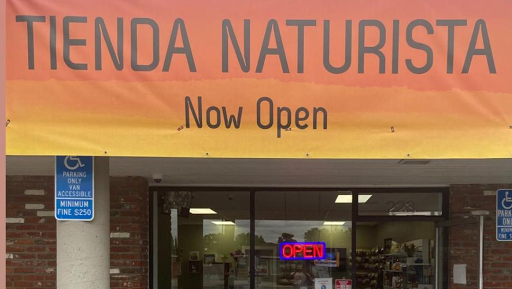 TIENDA NATURISTA
Now Open
PARKING
ONLY
VAN
ACCESSIBLE
MINIMUM
FINE $250
OPEN